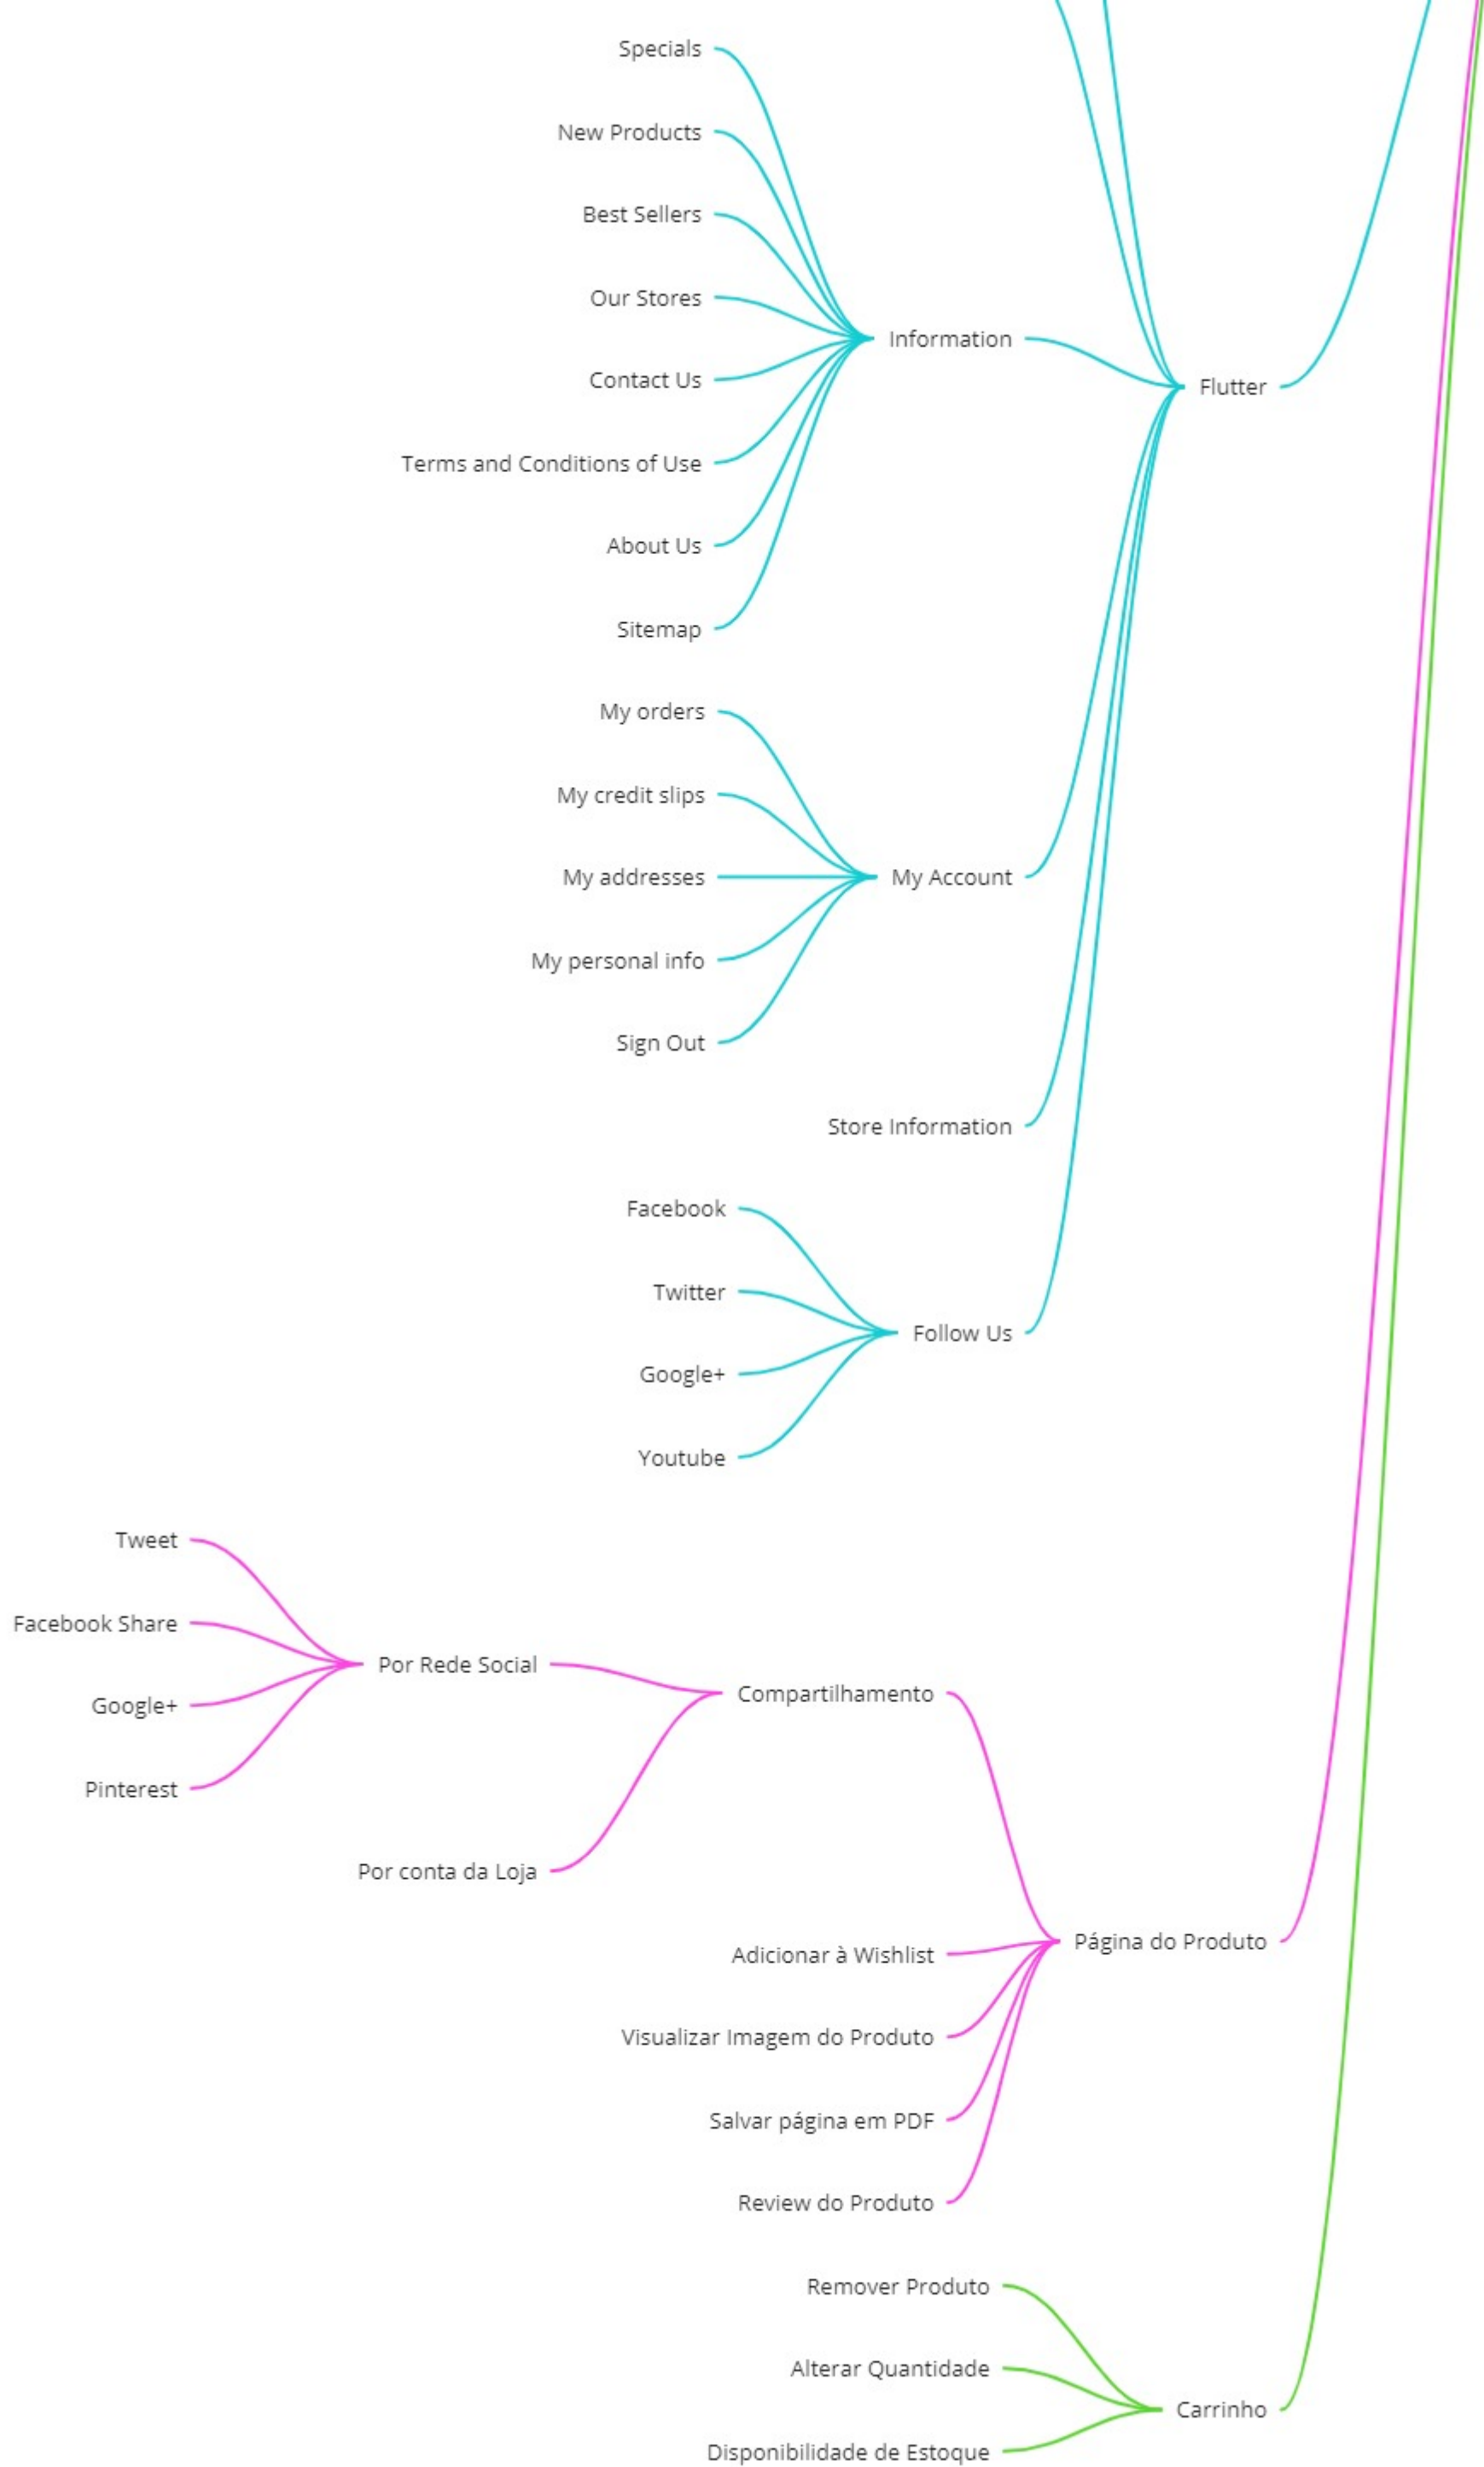 Specials
New Products
Best Sellers
Our Stores
Information
Contact Us
Flutter
Terms and Conditions of Use
About Us
Sitemap
My orders
My credit slips
My addresses
My Account
My personal info
Sign Out
Store Information
Facebook
Twitter
Follow Us
Google+
Youtube
Tweet
Facebook Share
Por Rede Social
Compartilhamento
Google+
Pinterest
Por conta da Loja
Página do Produto
Adicionar à Wishlist
Visualizar Imagem do Produto
Salvar página em PDF
Review do Produto
Remover Produto
Alterar Quantidade
Carrinho
Disponibilidade de Estoque